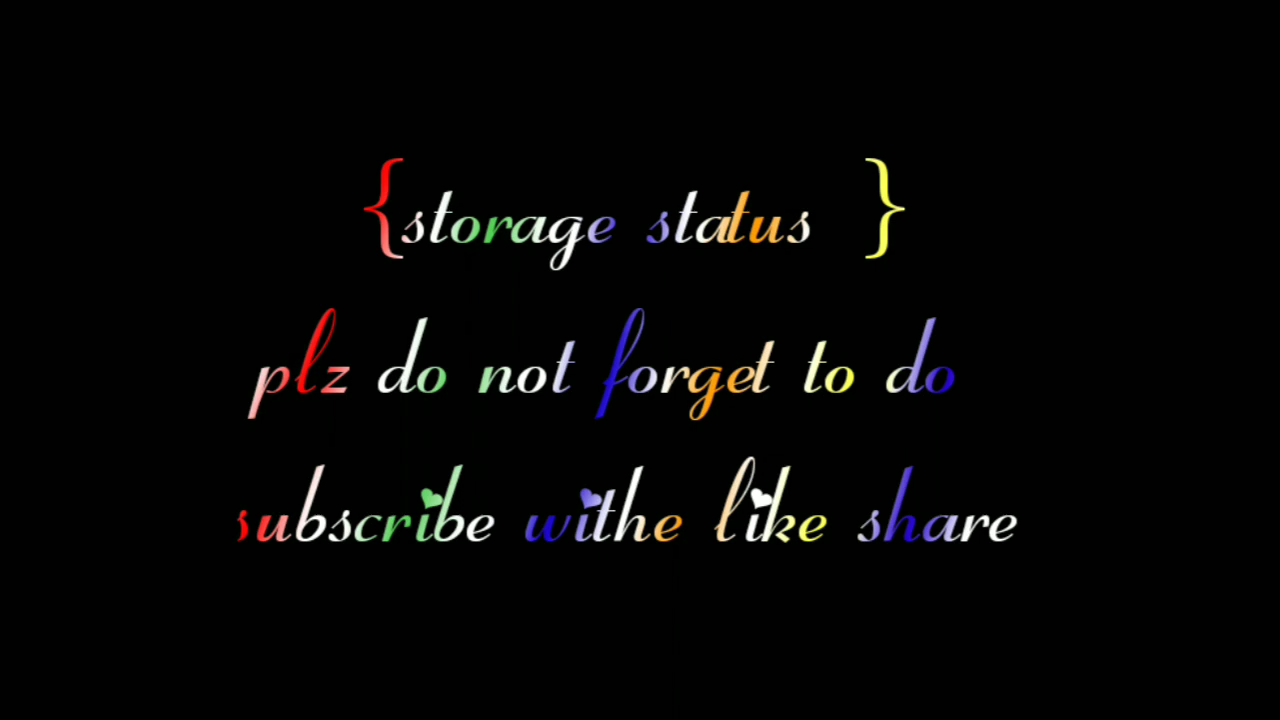 {storage status }
plz do not forget to do
subscribe withe like share